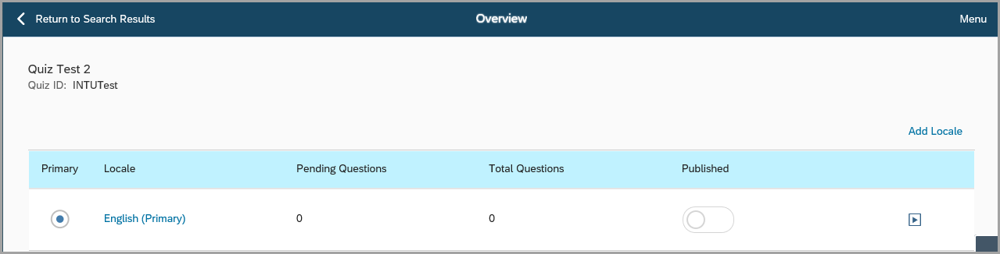 Return to Search Results Overview Menu
Quiz Test 2
Quiz ID: INTUTest
Add Locale
Primary Locale Pending Questions Total Questions Published
English (Primary) 0 0